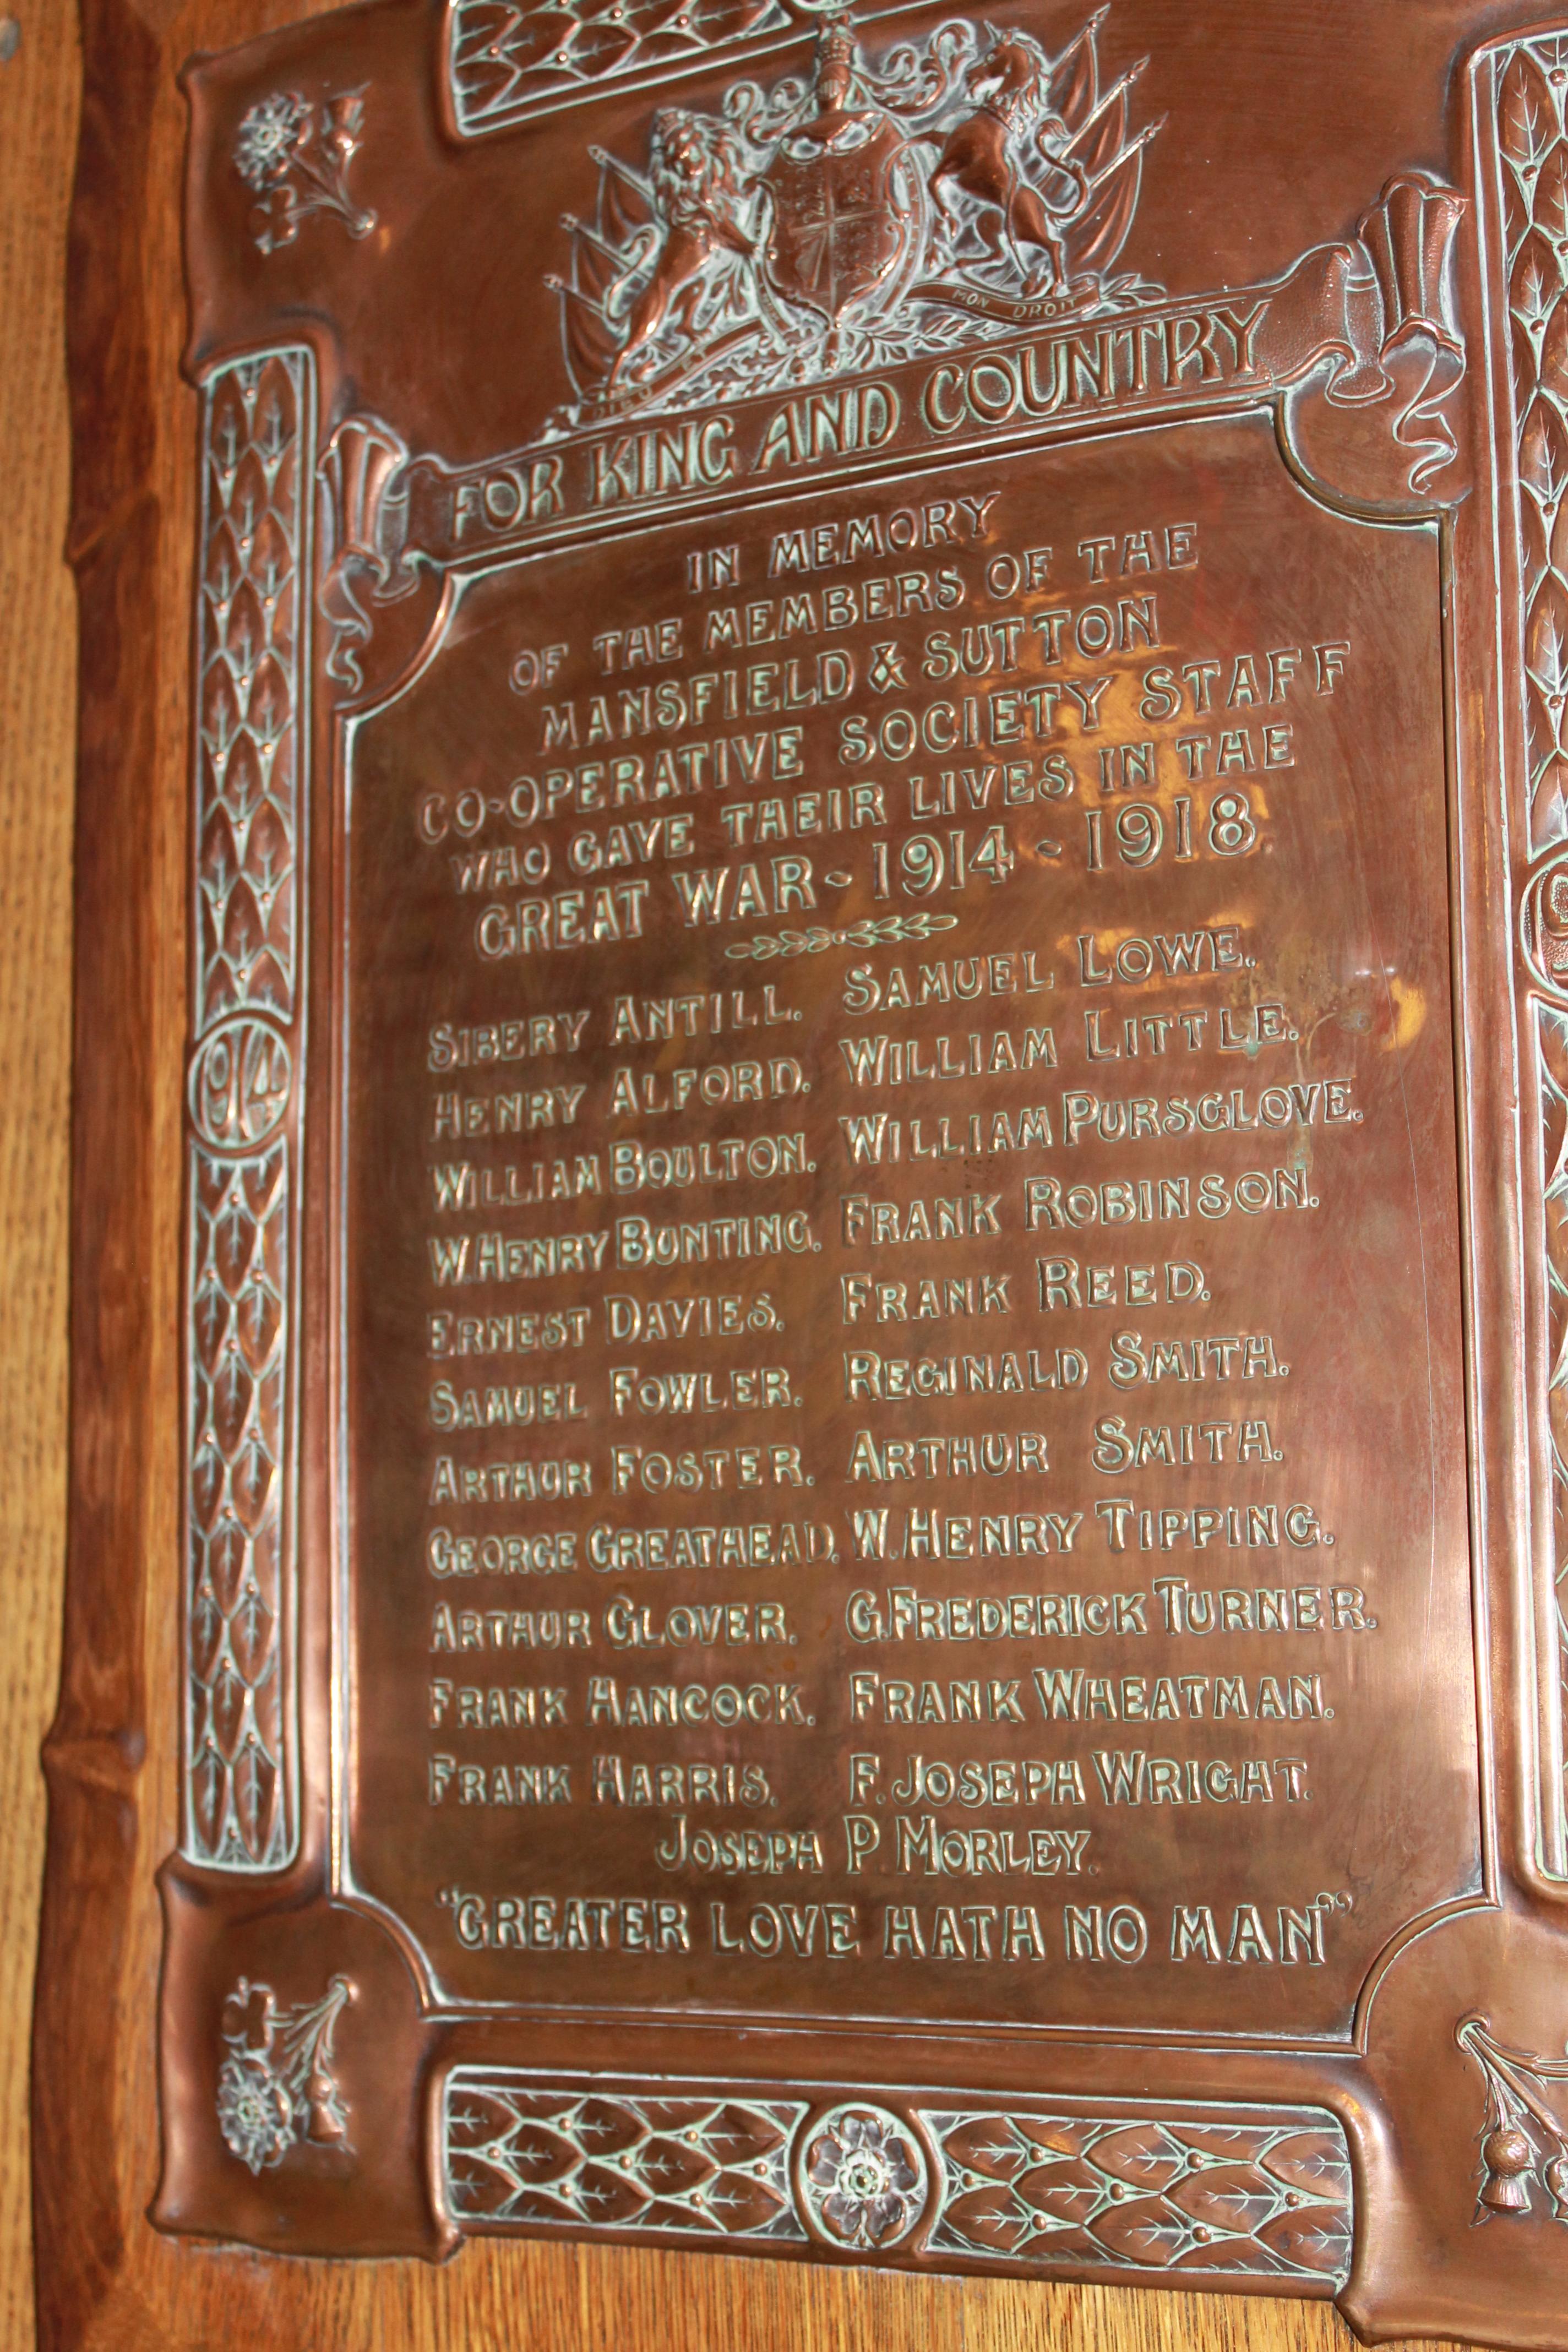 DIEU ET
MON DROIT
FOR KING AND COUNTRY
IN MEMORY
OF THE MEMBERS OF THE
MANSFIELD & SUTTON
CO-OPERATIVE SOCIETY STAFF
WHO GAVE THEIR LIVES IN THE
GREAT WAR ~ 1914 ~ 1918.
SIBERY ANTILL. SAMUEL LOWE.
HENRY ALFORD. WILLIAM LITTLE.
WILLIAM BOULTON. WILLIAM PURSGLOVE.
W. HENRY BUNTING. FRANK ROBINSON.
ERNEST DAVIES. FRANK REED.
SAMUEL FOWLER. REGINALD SMITH.
ARTHUR FOSTER. ARTHUR SMITH.
GEORGE GREATHEAD. W. HENRY TIPPING.
ARTHUR GLOVER. G. FREDERICK TURNER.
FRANK HANCOCK. FRANK WHEATMAN.
FRANK HARRIS. F. JOSEPH WRIGHT.
JOSEPH P. MORLEY.
"GREATER LOVE HATH NO MAN"
1914